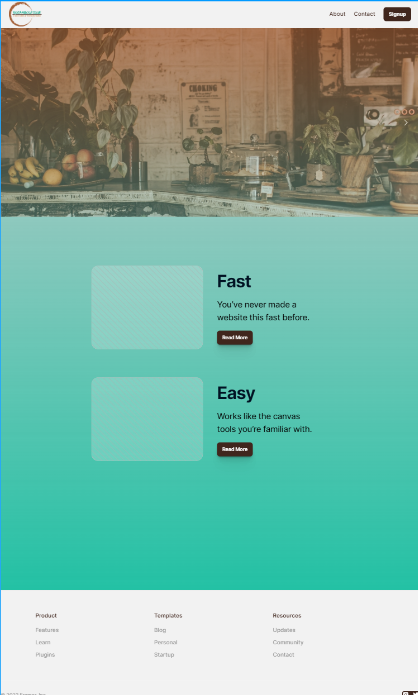 About
Contact
Signup
CHOKING
Fast
You've never made a
website this fast before.
Read More
Easy
Works like the canvas
tools you're familiar with.
Read More
Product
Templates
Resources
Features
Blog
Updates
Learn
Personal
Community
Plugins
Startup
Contact